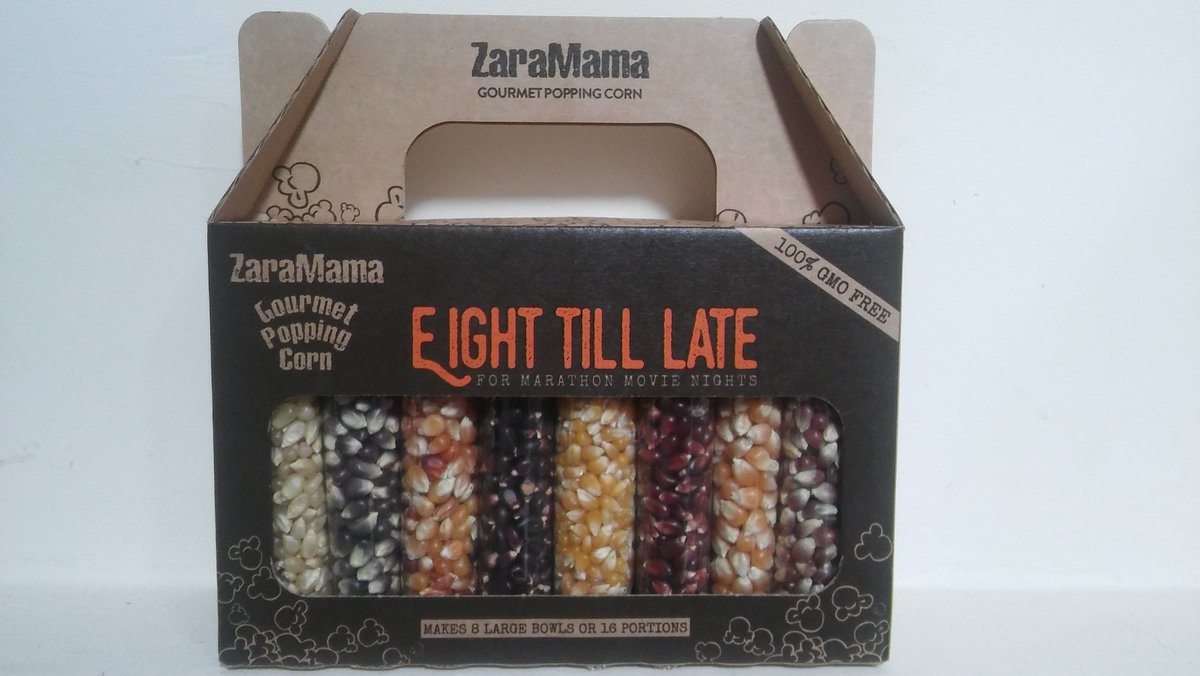 ZaraMama
GOURMET POPPING CORN
ZaraMama
Gourmet
Popping
Corn
100% GMO FREE
EIGHT TILL LATE
FOR MARATHON MOVIE NIGHTS
MAKES 8 LARGE BOWLS OR 16 PORTIONS